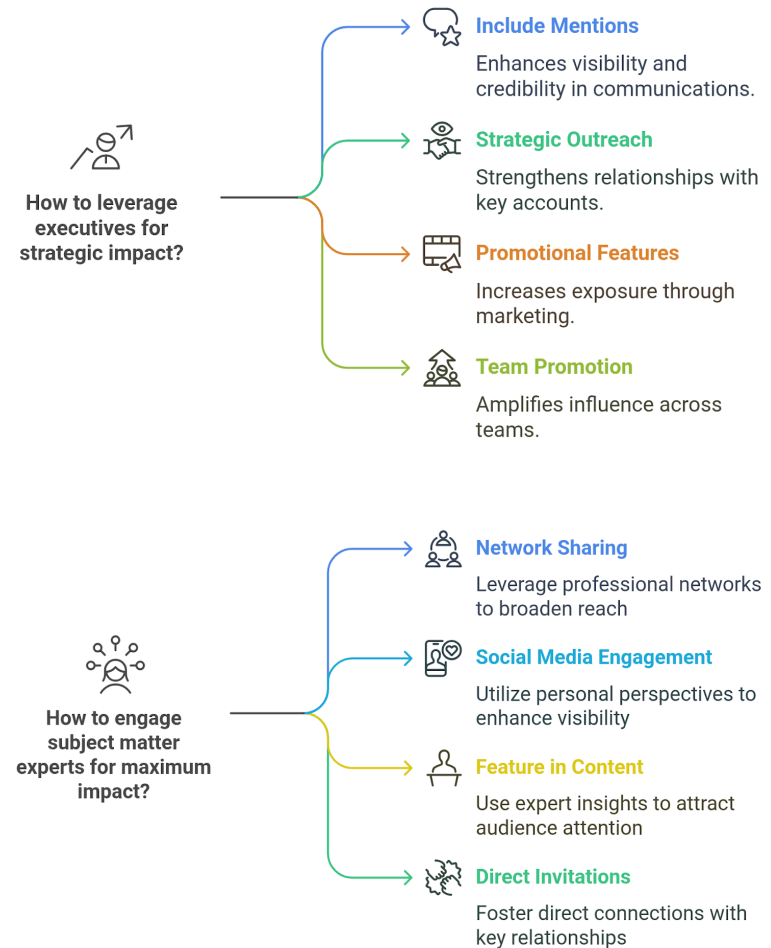 How to leverage
executives for
strategic impact?
Include Mentions
Enhances visibility and
credibility in communications.
Strategic Outreach
Strengthens relationships with
key accounts.
Promotional Features
Increases exposure through
marketing.
Team Promotion
Amplifies influence across
teams.
How to engage
subject matter
experts for maximum
impact?
Network Sharing
Leverage professional networks
to broaden reach
Social Media Engagement
Utilize personal perspectives to
enhance visibility
Feature in Content
Use expert insights to attract
audience attention
Direct Invitations
Foster direct connections with
key relationships